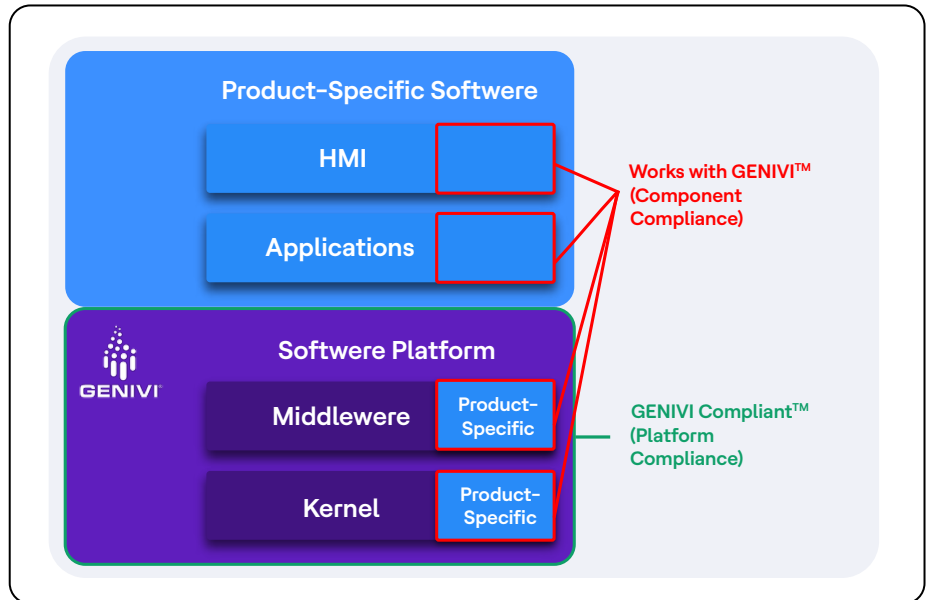 Product-Specific Softwere
HMI
Applications
Works with GENIVI™
(Component
Compliance)
GENIVI®
Softwere Platform
Middlewere
Product-
Specific
Kernel
Product-
Specific
GENIVI Compliant™
(Platform
Compliance)